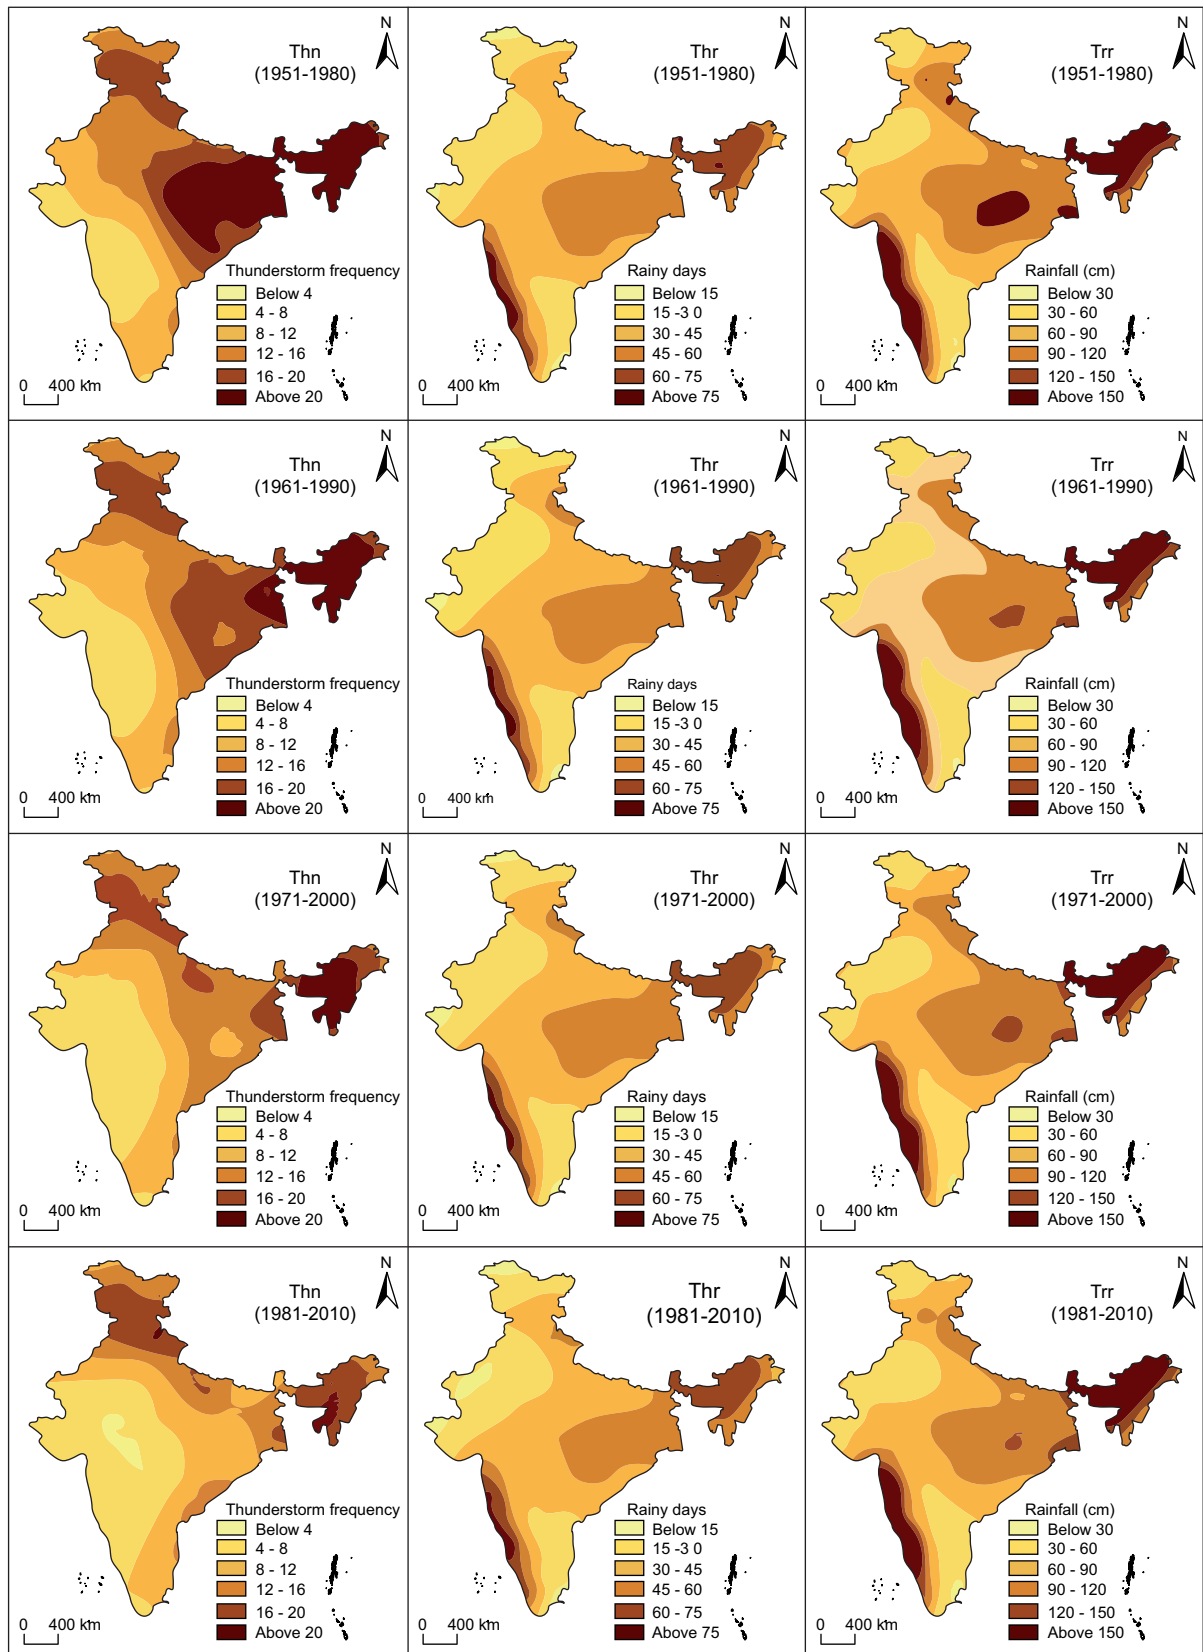 N
Thn
(1951-1980)
Thunderstorm frequency
Below 4
4 - 8
8 - 12
12 - 16
16 - 20
Above 20
0 400 km
N
Thr
(1951-1980)
Rainy days
Below 15
15 -3 0
30 - 45
45 - 60
60 - 75
Above 75
0 400 km
N
Trr
(1951-1980)
Rainfall (cm)
Below 30
30 - 60
60 - 90
90 - 120
120 - 150
Above 150
0 400 km
N
Thn
(1961-1990)
Thunderstorm frequency
Below 4
4 - 8
8 - 12
12 - 16
16 - 20
Above 20
0 400 km
N
Thr
(1961-1990)
Rainy days
Below 15
15 -3 0
30 - 45
45 - 60
60 - 75
Above 75
0 400 km
N
Trr
(1961-1990)
Rainfall (cm)
Below 30
30 - 60
60 - 90
90 - 120
120 - 150
Above 150
0 400 km
N
Thn
(1971-2000)
Thunderstorm frequency
Below 4
4 - 8
8 - 12
12 - 16
16 - 20
Above 20
0 400 km
N
Thr
(1971-2000)
Rainy days
Below 15
15 -3 0
30 - 45
45 - 60
60 - 75
Above 75
0 400 km
N
Trr
(1971-2000)
Rainfall (cm)
Below 30
30 - 60
60 - 90
90 - 120
120 - 150
Above 150
0 400 km
N
Thn
(1981-2010)
Thunderstorm frequency
Below 4
4 - 8
8 - 12
12 - 16
16 - 20
Above 20
0 400 km
N
Thr
(1981-2010)
Rainy days
Below 15
15 -3 0
30 - 45
45 - 60
60 - 75
Above 75
0 400 km
N
Trr
(1981-2010)
Rainfall (cm)
Below 30
30 - 60
60 - 90
90 - 120
120 - 150
Above 150
0 400 km